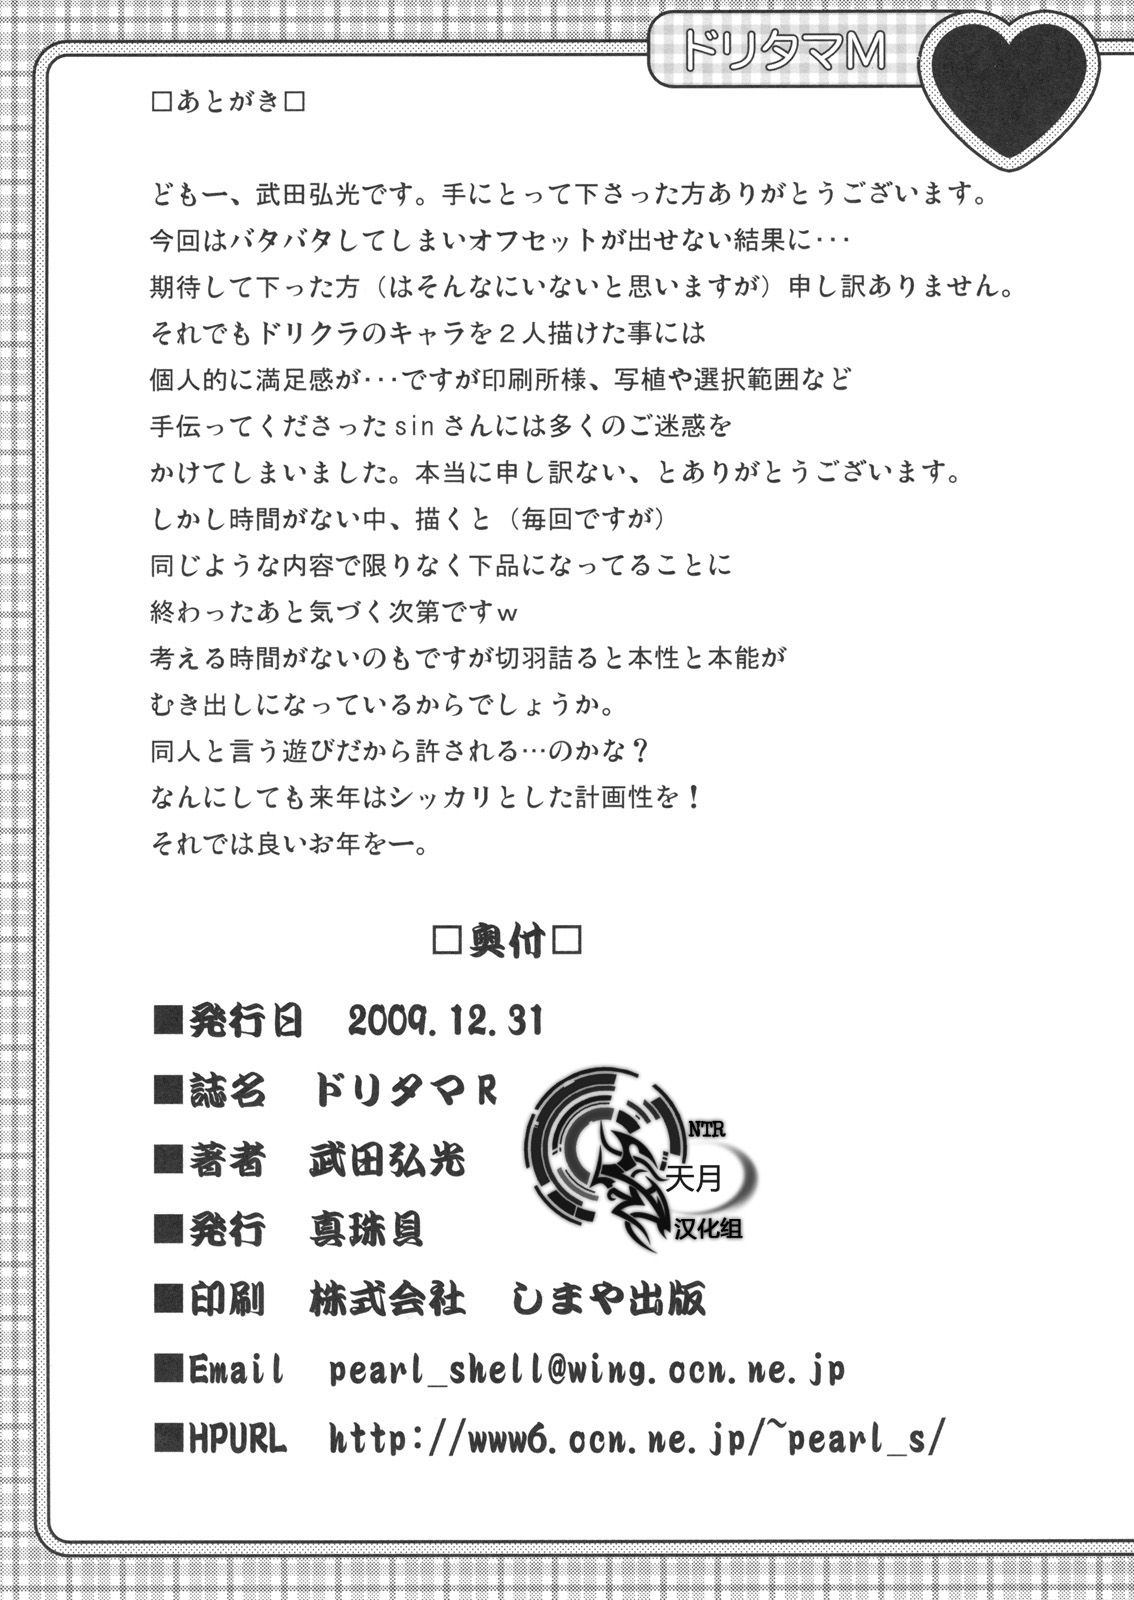 ドリタマM
□あとがき□
どもー、武田弘光です。手にとって下さった方ありがとうございます。
今回はバタバタしてしまいオフセットが出せない結果に･･･
期待して下った方（はそんなにいないと思いますが）申し訳ありません。
それでもドリクラのキャラを２人描けた事には
個人的に満足感が･･･ですが印刷所様、写植や選択範囲など
手伝ってくださった sin さんには多くのご迷惑を
かけてしまいました。本当に申し訳ない、とありがとうございます。
しかし時間がない中、描くと（毎回ですが）
同じような内容で限りなく下品になってることに
終わったあと気づく次第ですｗ
考える時間がないのもですが切羽詰ると本性と本能が
むき出しになっているからでしょうか。
同人と言う遊びだから許される…のかな？
なんにしても来年はシッカリとした計画性を！
それでは良いお年をー。
□奥付□
■発行日　2009.12.31
■誌名　ドリタマＲ
■著者　武田弘光
■発行　真珠貝
■印刷　株式会社　しまや出版
■Email　pearl_shell@wing.ocn.ne.jp
■HPURL　http://www6.ocn.ne.jp/~pearl_s/
NTR
天月
汉化组